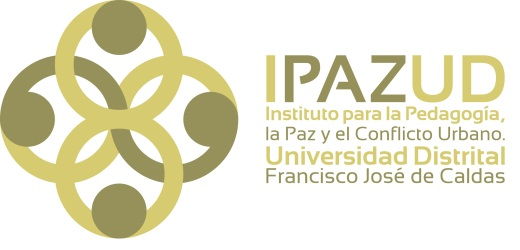 IPAZUD
Instituto para la Pedagogía,
la Paz y el Conflicto Urbano.
Universidad Distrital
Francisco José de Caldas